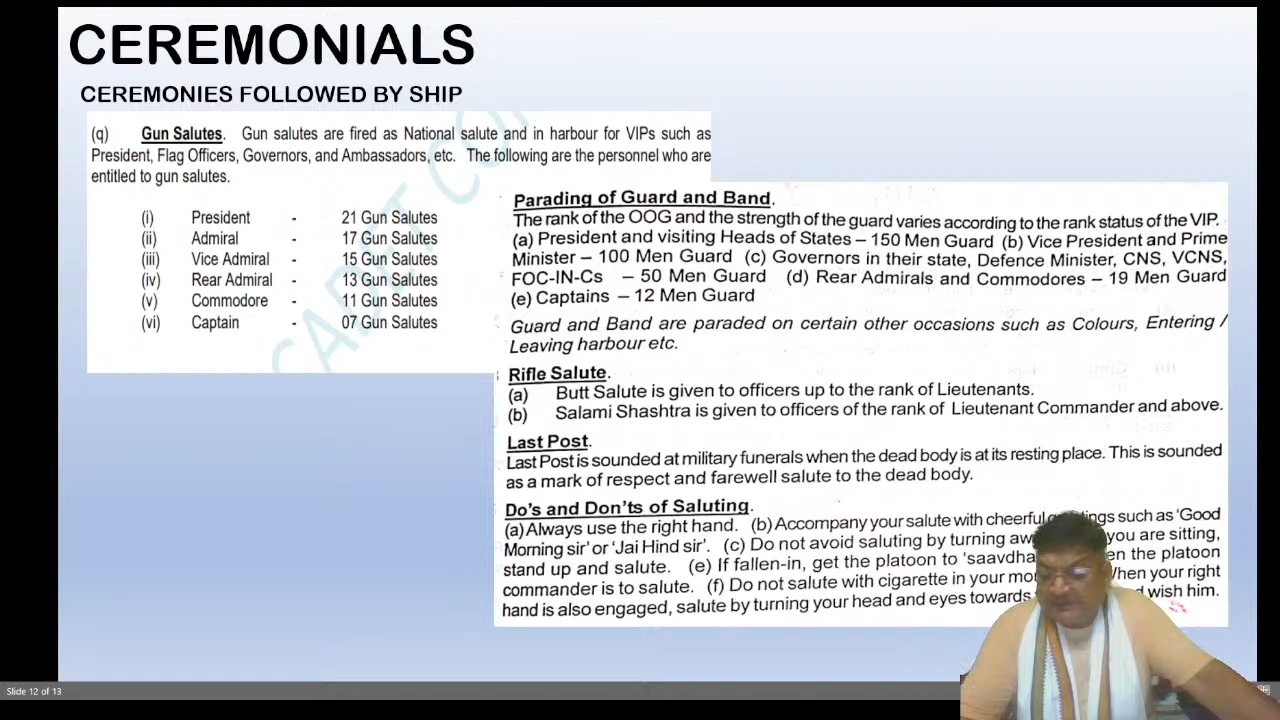 CEREMONIALS
CEREMONIES FOLLOWED BY SHIP
(q) Gun Salutes. Gun salutes are fired as National salute and in harbour for VIPs such as
President, Flag Officers, Governors, and Ambassadors, etc. The following are the personnel who are
entitled to gun salutes.
(i) President - 21 Gun Salutes
(ii) Admiral - 17 Gun Salutes
(iii) Vice Admiral - 15 Gun Salutes
(iv) Rear Admiral - 13 Gun Salutes
(v) Commodore - 11 Gun Salutes
(vi) Captain - 07 Gun Salutes
CADET
Parading of Guard and Band.
The rank of the OOG and the strength of the guard varies according to the rank status of the VIP.
(a) President and visiting Heads of States – 150 Men Guard (b) Vice President and Prime
Minister – 100 Men Guard (c) Governors in their state, Defence Minister, CNS, VCNS,
FOC-IN-Cs – 50 Men Guard (d) Rear Admirals and Commodores – 19 Men Guard
(e) Captains – 12 Men Guard
Guard and Band are paraded on certain other occasions such as Colours, Entering /
Leaving harbour etc.
Rifle Salute.
(a) Butt Salute is given to officers up to the rank of Lieutenants.
(b) Salami Shashtra is given to officers of the rank of Lieutenant Commander and above.
Last Post.
Last Post is sounded at military funerals when the dead body is at its resting place. This is sounded
as a mark of respect and farewell salute to the dead body.
Do's and Don'ts of Saluting.
(a) Always use the right hand. (b) Accompany your salute with cheerful such as 'Good
Morning sir' or 'Jai Hind sir'. (c) Do not avoid saluting by turning you are sitting,
stand up and salute. (e) If fallen-in, get the platoon to the platoon
commander is to salute. (f) Do not salute with cigarette in your When your right
hand is also engaged, salute by turning your head and eyes towards wish him.
Slide 12 of 13